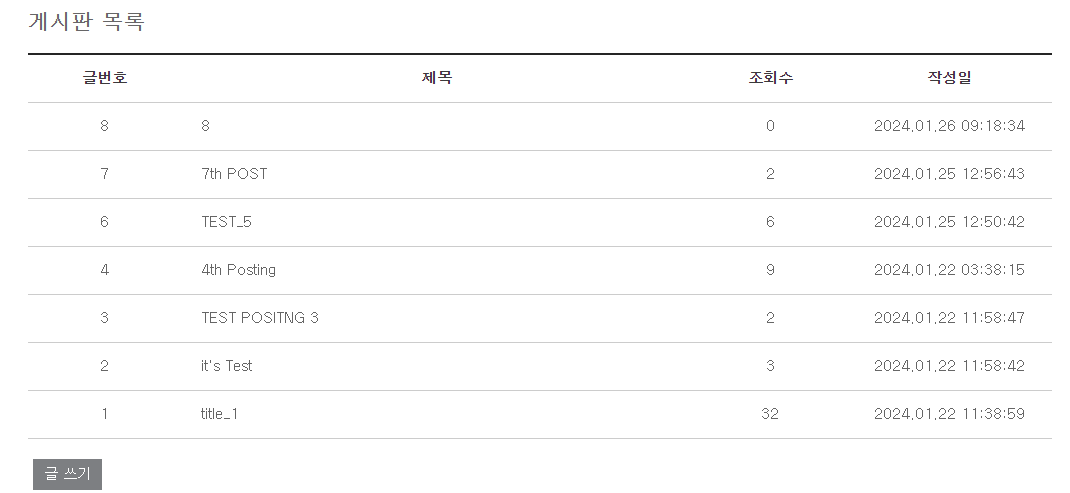 게시판 목록
글번호 제목 조회수 작성일
8 8 0 2024.01.26 09:18:34
7 7th POST 2 2024.01.25 12:56:43
6 TEST_5 6 2024.01.25 12:50:42
4 4th Posting 9 2024.01.22 03:38:15
3 TEST POSITNG 3 2 2024.01.22 11:58:47
2 it's Test 3 2024.01.22 11:58:42
1 title_1 32 2024.01.22 11:38:59
글 쓰기